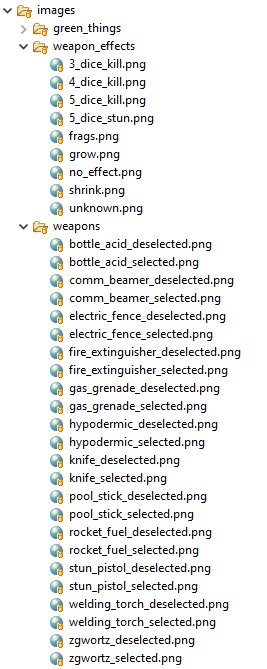 images
green_things
weapon_effects
3_dice_kill.png
4_dice_kill.png
5_dice_kill.png
5_dice_stun.png
frags.png
grow.png
no_effect.png
shrink.png
unknown.png
weapons
bottle_acid_deselected.png
bottle_acid_selected.png
comm_beamer_deselected.png
comm_beamer_selected.png
electric_fence_deselected.png
electric_fence_selected.png
fire_extinguisher_deselected.png
fire_extinguisher_selected.png
gas_grenade_deselected.png
gas_grenade_selected.png
hypodermic_deselected.png
hypodermic_selected.png
knife_deselected.png
knife_selected.png
pool_stick_deselected.png
pool_stick_selected.png
rocket_fuel_deselected.png
rocket_fuel_selected.png
stun_pistol_deselected.png
stun_pistol_selected.png
welding_torch_deselected.png
welding_torch_selected.png
zgwortz_deselected.png
zgwortz_selected.png